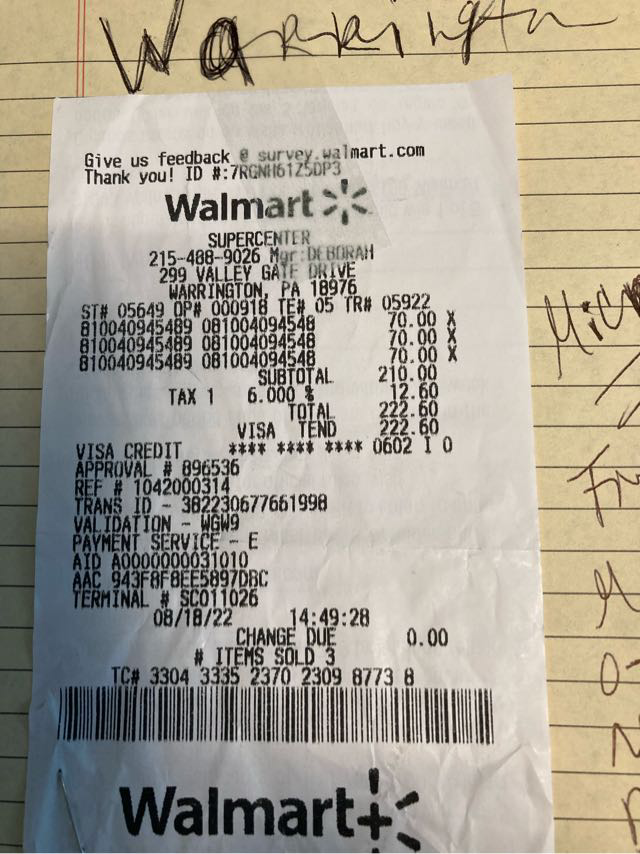 Warrington
Give us feedback @ survey.walmart.com
Thank you! ID #:7RGNH61Z5DP3
Walmart
SUPERCENTER
215-488-9026 Mgr:DEBORAH
299 VALLEY GATE DRIVE
WARRINGTON, PA 18976
ST# 05649 OP# 000918 TE# 05 TR# 05922
810040945489 081004094548 70.00 X
810040945489 081004094548 70.00 X
810040945489 081004094548 70.00 X
SUBTOTAL 210.00
TAX 1 6.000 % 12.60
TOTAL 222.60
VISA TEND 222.60
VISA CREDIT **** **** **** 0602 I 0
APPROVAL # 896536
REF # 1042000314
TRANS ID - 382230677661998
VALIDATION - WGW9
PAYMENT SERVICE - E
AID A0000000031010
AAC 943F8F8EE5897DBC
TERMINAL # SC011026
08/18/22 14:49:28
CHANGE DUE 0.00
# ITEMS SOLD 3
TC# 3304 3335 2370 2309 8773 8
Walmart+